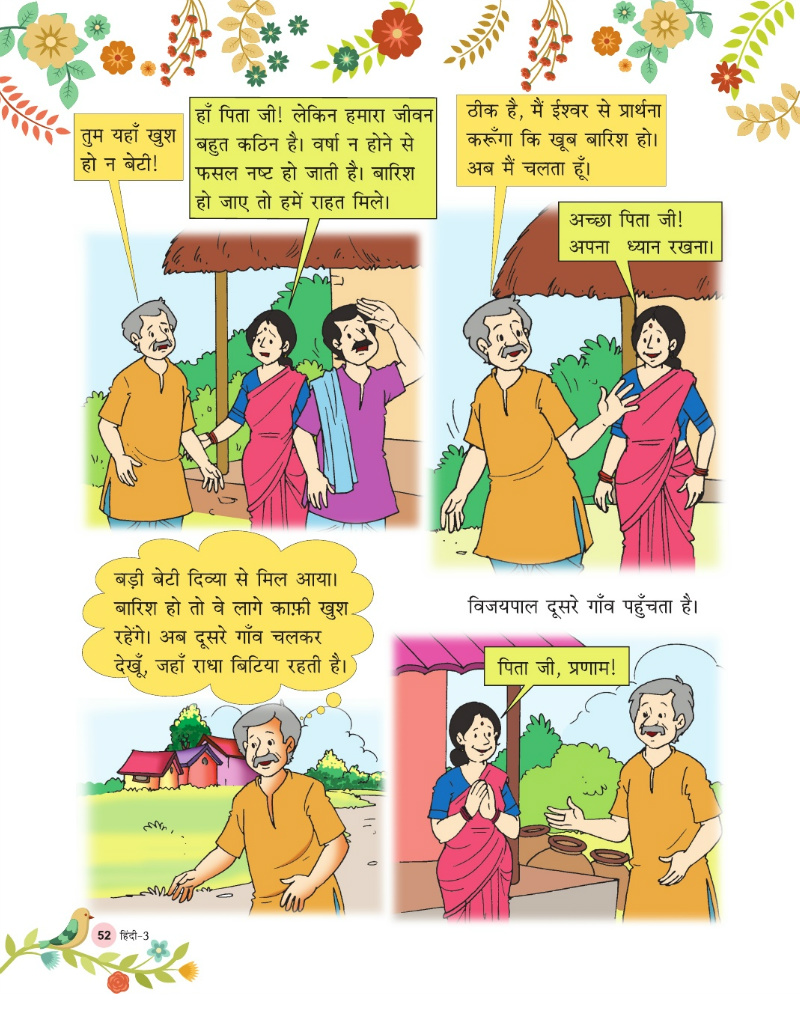 तुम यहाँ खुश
हो न बेटी!
हाँ पिता जी! लेकिन हमारा जीवन
बहुत कठिन है। वर्षा न होने से
फसल नष्ट हो जाती है। बारिश
हो जाए तो हमें राहत मिले।
ठीक है, मैं ईश्वर से प्रार्थना
करूँगा कि खूब बारिश हो।
अब मैं चलता हूँ।
अच्छा पिता जी!
अपना ध्यान रखना।
बड़ी बेटी दिव्या से मिल आया।
बारिश हो तो वे लागे काफ़ी खुश
रहेंगे। अब दूसरे गाँव चलकर
देखूँ, जहाँ राधा बिटिया रहती है।
विजयपाल दूसरे गाँव पहुँचता है।
पिता जी, प्रणाम!
52 हिंदी-3